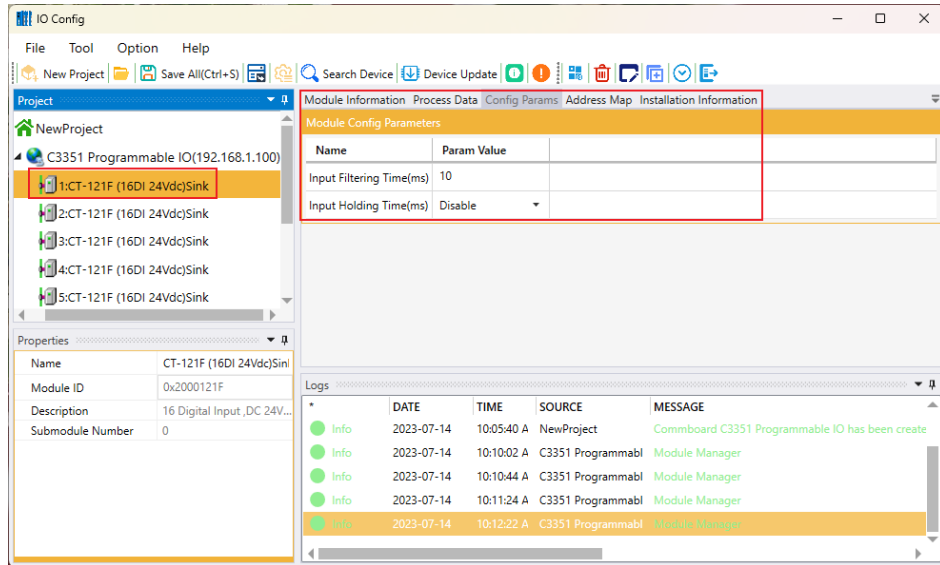 IO Config
File Tool Option Help
New Project Save All(Ctrl+S) Search Device Device Update
Project
NewProject
C3351 Programmable IO(192.168.1.100)
1:CT-121F (16DI 24Vdc)Sink
2:CT-121F (16DI 24Vdc)Sink
3:CT-121F (16DI 24Vdc)Sink
4:CT-121F (16DI 24Vdc)Sink
5:CT-121F (16DI 24Vdc)Sink
Module Information Process Data Config Params Address Map Installation Information
Module Config Parameters
Name Param Value
Input Filtering Time(ms) 10
Input Holding Time(ms) Disable
Properties
Name CT-121F (16DI 24Vdc)Sinl
Module ID 0x2000121F
Description 16 Digital Input ,DC 24V...
Submodule Number 0
Logs
* DATE TIME SOURCE MESSAGE
Info 2023-07-14 10:05:40 A NewProject Commboard C3351 Programmable IO has been create
Info 2023-07-14 10:10:02 A C3351 Programmabl Module Manager
Info 2023-07-14 10:10:44 A C3351 Programmabl Module Manager
Info 2023-07-14 10:11:24 A C3351 Programmabl Module Manager
Info 2023-07-14 10:12:22 A C3351 Programmabl Module Manager